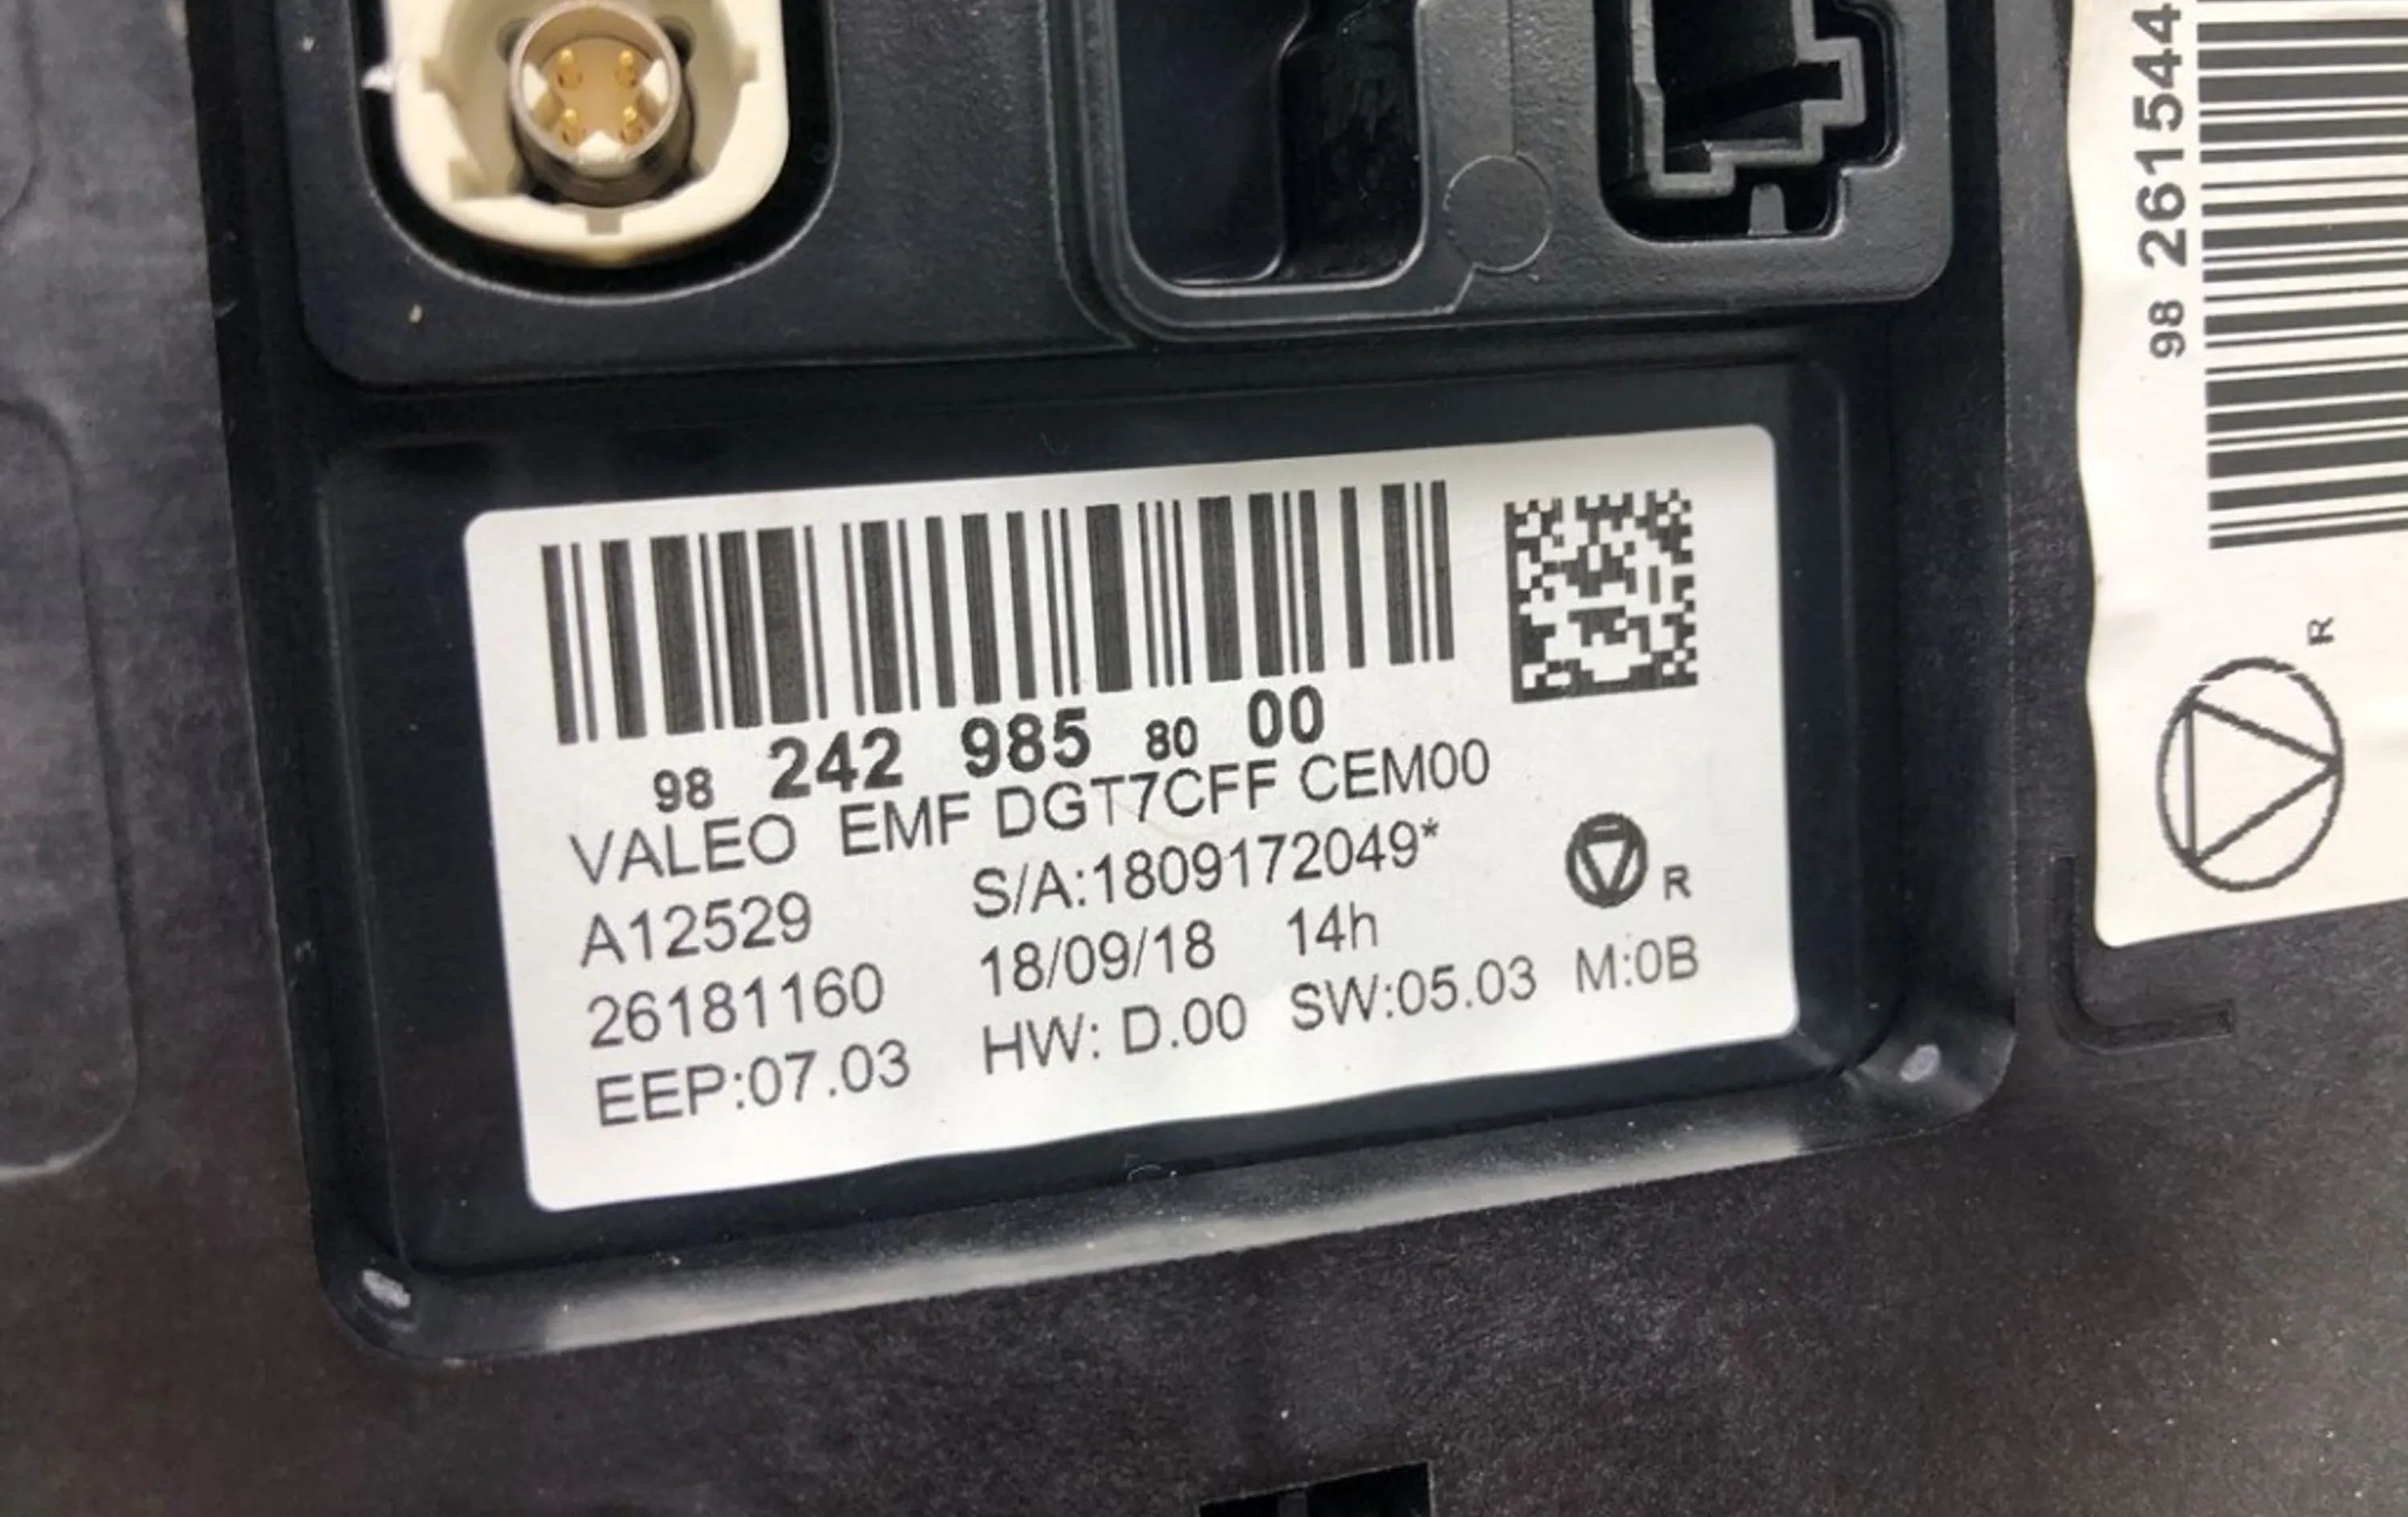 98 242 985 80 00
VALEO EMF DGT7CFF CEM00
A12529 S/A:1809172049*
R
26181160 18/09/18 14h
EEP:07.03 HW: D.00 SW:05.03 M:0B
98 261544
R